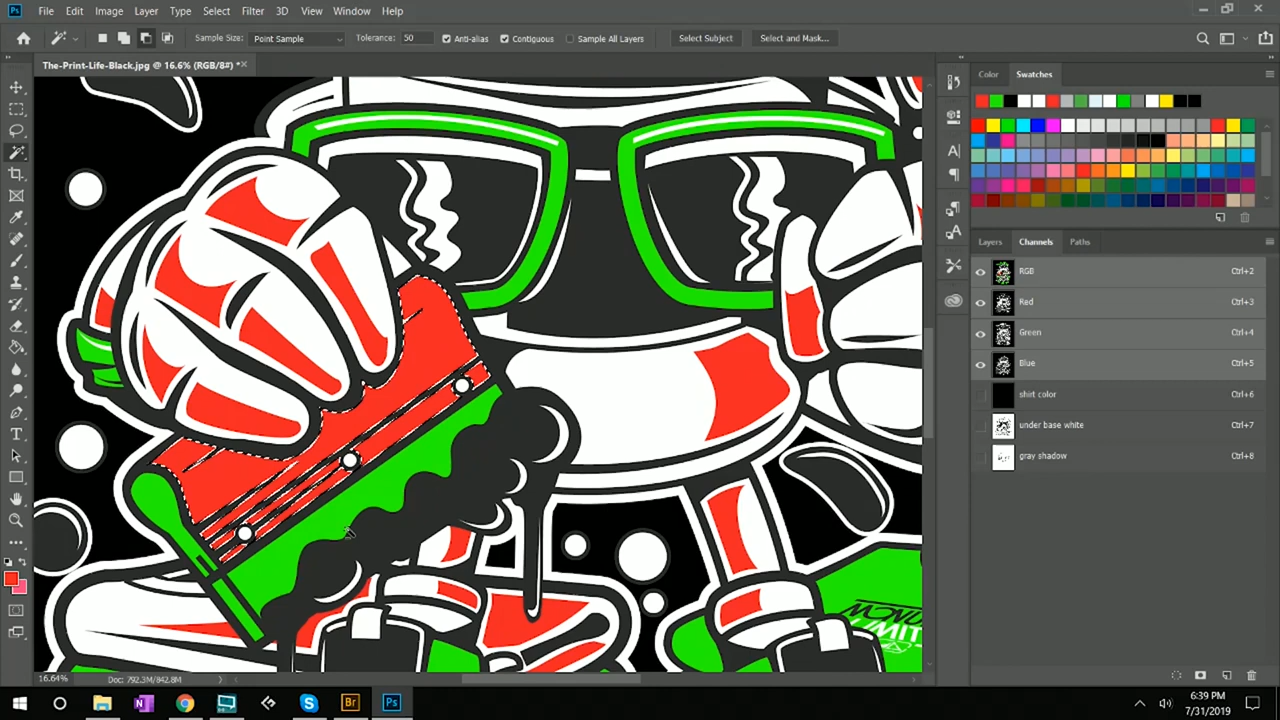 Ps File Edit Image Layer Type Select Filter 3D View Window Help
Sample Size: Point Sample Tolerance: 50 Anti-alias Contiguous Sample All Layers Select Subject Select and Mask...
The-Print-Life-Black.jpg @ 16.6% (RGB/8#) *
Color Swatches
Layers Channels Paths
RGB Ctrl+2
Red Ctrl+3
Green Ctrl+4
Blue Ctrl+5
shirt color Ctrl+6
under base white Ctrl+7
gray shadow Ctrl+8
16.64% Doc: 792.3M/842.8M
Br Ps
6:39 PM
7/31/2019